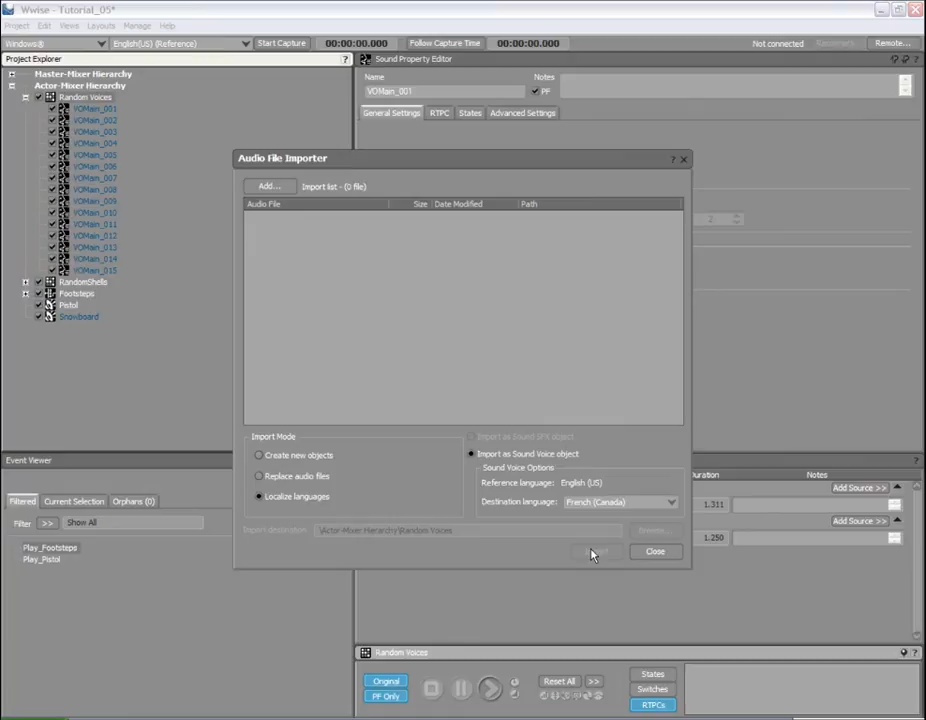 Wwise - Tutorial_05*
Project Edit Views Layouts Manage Help
Windows® English(US) (Reference) Start Capture 00:00:00.000 Follow Capture Time 00:00:00.000 Not connected Remote...
Project Explorer ? Sound Property Editor
Master-Mixer Hierarchy
Actor-Mixer Hierarchy
Random Voices
VOMain_001
VOMain_002
VOMain_003
VOMain_004
VOMain_005
VOMain_006
VOMain_007
VOMain_008
VOMain_009
VOMain_010
VOMain_011
VOMain_012
VOMain_013
VOMain_014
VOMain_015
RandomShells
Footsteps
Pistol
Snowboard
Name Notes
VOMain_001 PF
General Settings RTPC States Advanced Settings
2
Audio File Importer ?
Add... Import list - (0 file)
Audio File Size Date Modified Path
Import Mode
Create new objects
Replace audio files
Localize languages
Import as Sound SFX object
Import as Sound Voice object
Sound Voice Options
Reference language: English (US)
Destination language: French (Canada)
Import destination \Actor-Mixer Hierarchy\Random Voices Browse...
Close
Event Viewer
Filtered Current Selection Orphans (0)
Filter >> Show All
Play_Footsteps
Play_Pistol
?
Duration Notes
Add Source >>
1.311
Add Source >>
1.250
Random Voices ?
Original
PF Only
Reset All >>
States
Switches
RTPCs